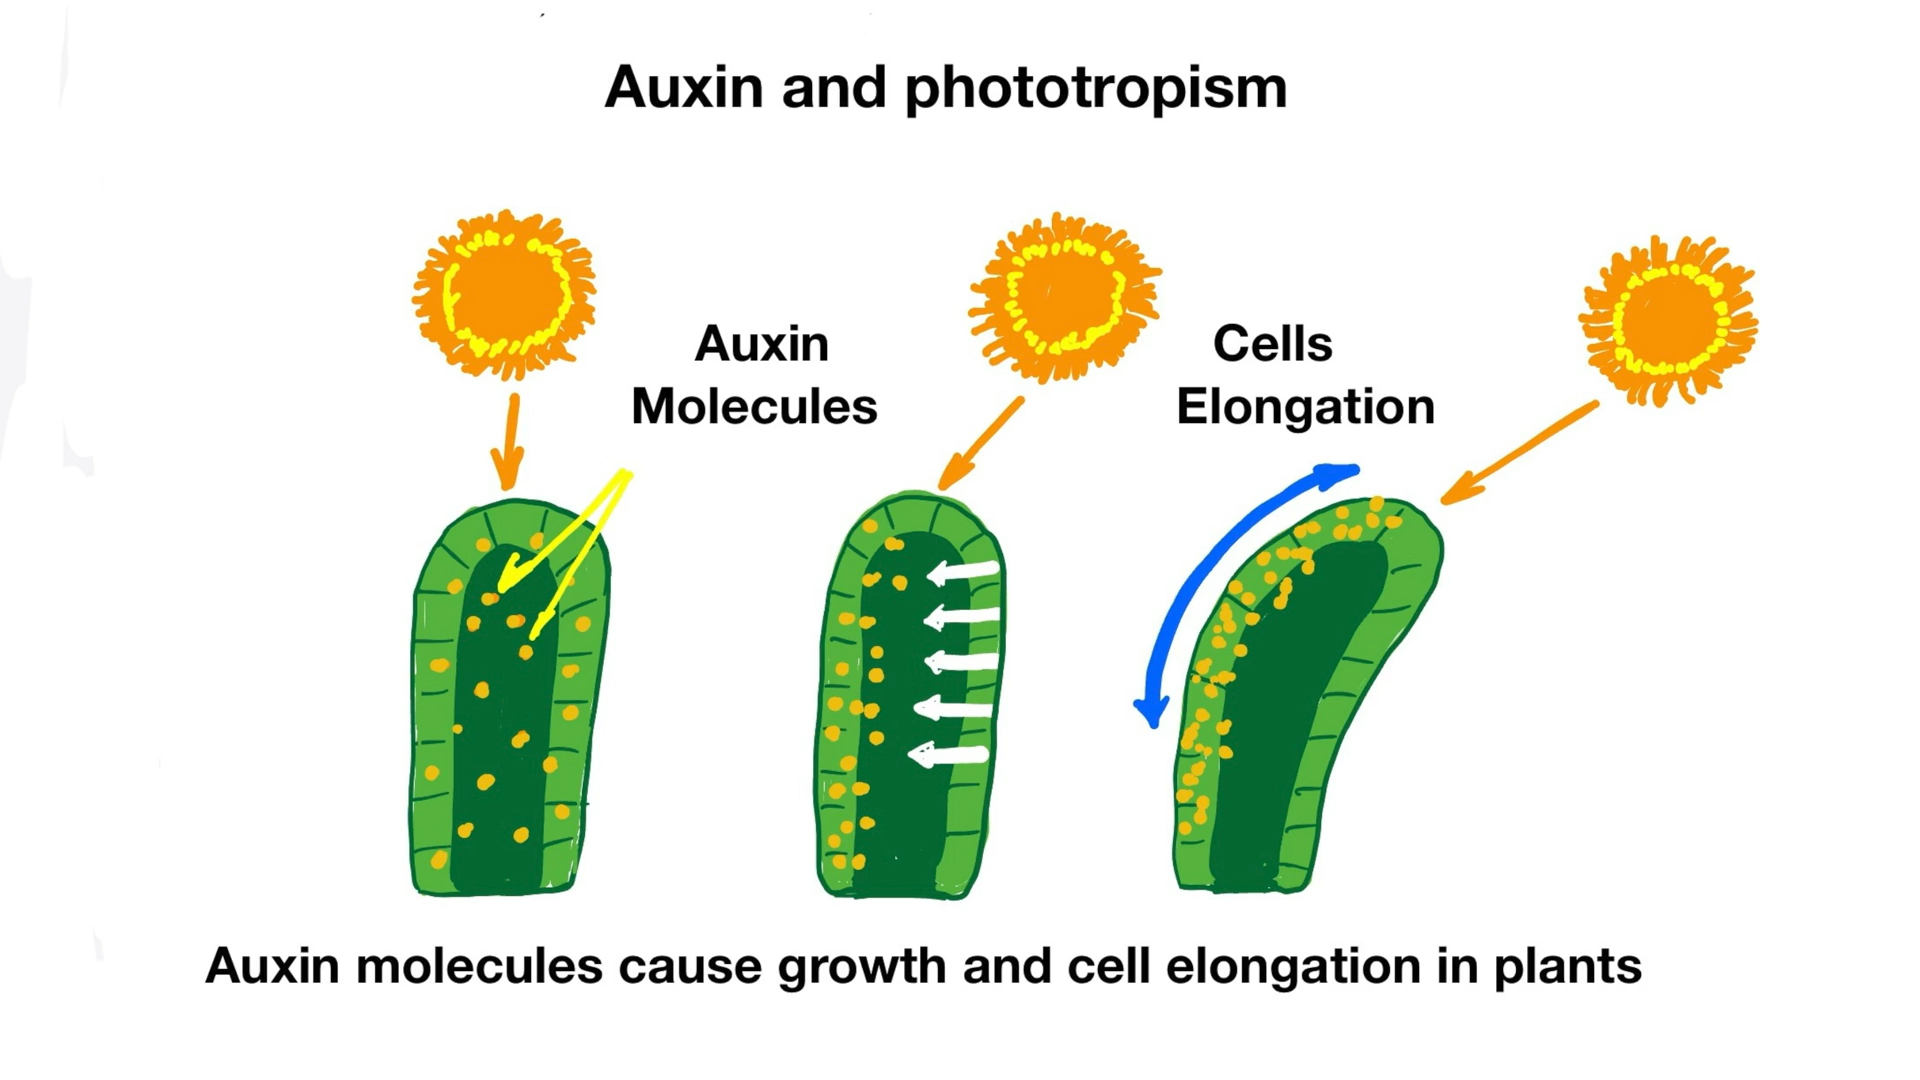 Auxin and phototropism
Auxin
Molecules
Cells
Elongation
Auxin molecules cause growth and cell elongation in plants